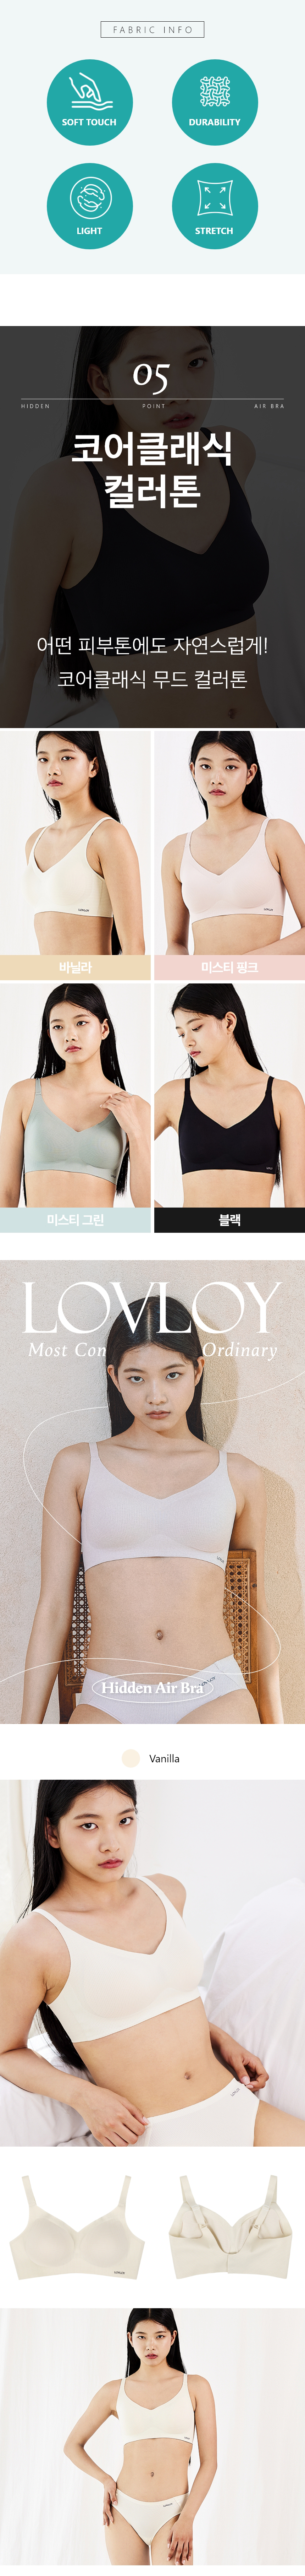 FABRIC INFO
SOFT TOUCH
DURABILITY
LIGHT
STRETCH
05
HIDDEN
POINT
AIR BRA
코어클래식
컬러톤
어떤 피부톤에도 자연스럽게!
코어클래식 무드 컬러톤
바닐라
미스티 핑크
미스티 그린
블랙
LOVLOY
Most Con Ordinary
Hidden Air Bra
Vanilla